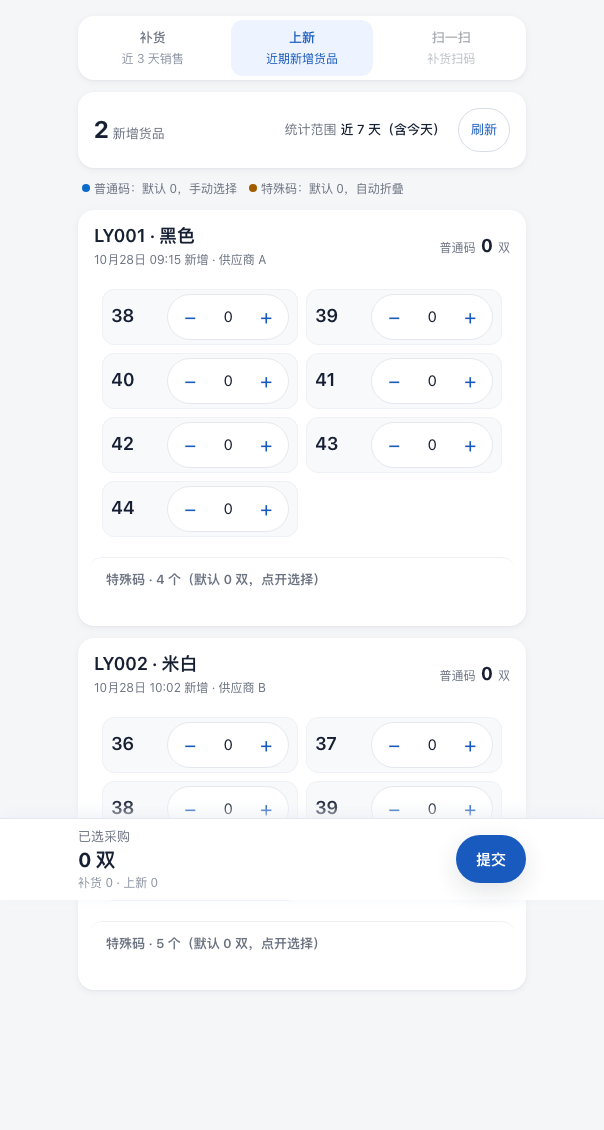 补货
近 3 天销售
上新
近期新增货品
扫一扫
补货扫码
2 新增货品
统计范围 近 7 天（含今天）
刷新
普通码：默认 0，手动选择 特殊码：默认 0，自动折叠
LY001 · 黑色
10月28日 09:15 新增 · 供应商 A
普通码 0 双
38 − 0 + 39 − 0 +
40 − 0 + 41 − 0 +
42 − 0 + 43 − 0 +
44 − 0 +
特殊码 · 4 个（默认 0 双，点开选择）
LY002 · 米白
10月28日 10:02 新增 · 供应商 B
普通码 0 双
36 − 0 + 37 − 0 +
38 − 0 + 39 − 0 +
已选采购
0 双
补货 0 · 上新 0
提交
特殊码 · 5 个（默认 0 双，点开选择）